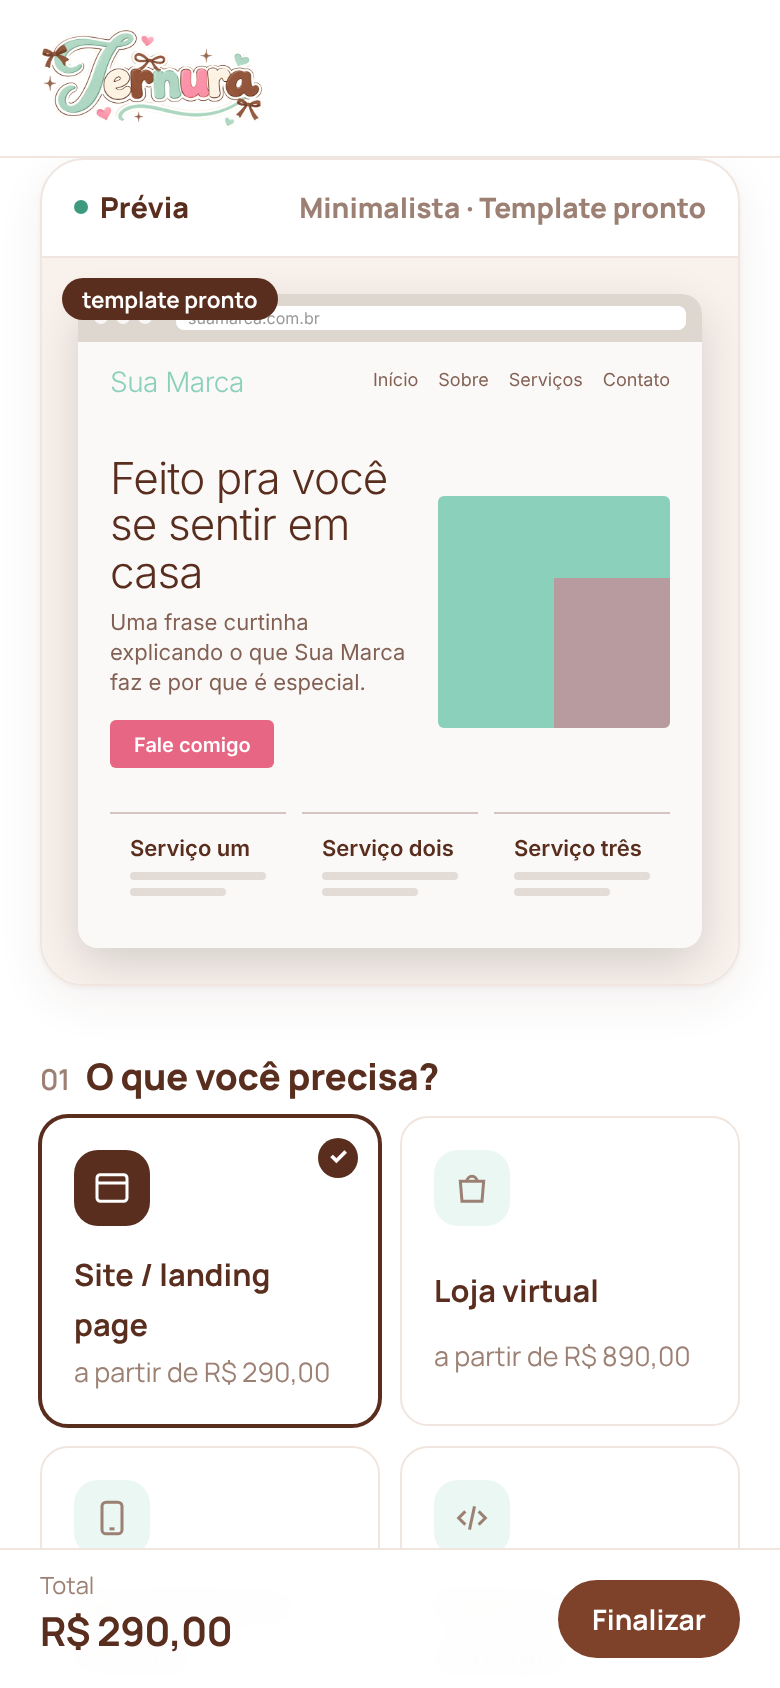 Ternura
Prévia
Minimalista · Template pronto
template pronto
suamarca.com.br
Sua Marca
Início Sobre Serviços Contato
Feito pra você
se sentir em
casa
Uma frase curtinha
explicando o que Sua Marca
faz e por que é especial.
Fale comigo
Serviço um
Serviço dois
Serviço três
01 O que você precisa?
Site / landing
page
a partir de R$ 290,00
Loja virtual
a partir de R$ 890,00
Total
R$ 290,00
Finalizar